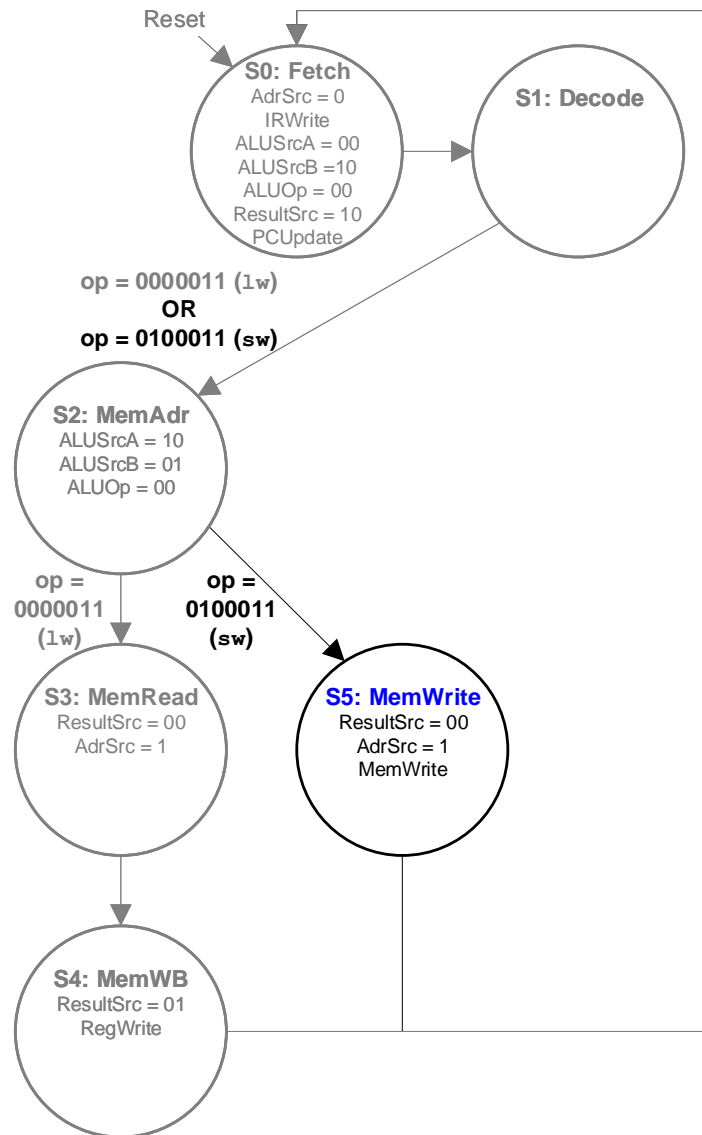 Reset
S0: Fetch
AdrSrc = 0
IRWrite
ALUSrcA = 00
ALUSrcB =10
ALUOp = 00
ResultSrc = 10
PCUpdate
S1: Decode
op = 0000011 (lw)
OR
op = 0100011 (sw)
S2: MemAdr
ALUSrcA = 10
ALUSrcB = 01
ALUOp = 00
op =
0000011
(lw)
op =
0100011
(sw)
S3: MemRead
ResultSrc = 00
AdrSrc = 1
S5: MemWrite
ResultSrc = 00
AdrSrc = 1
MemWrite
S4: MemWB
ResultSrc = 01
RegWrite